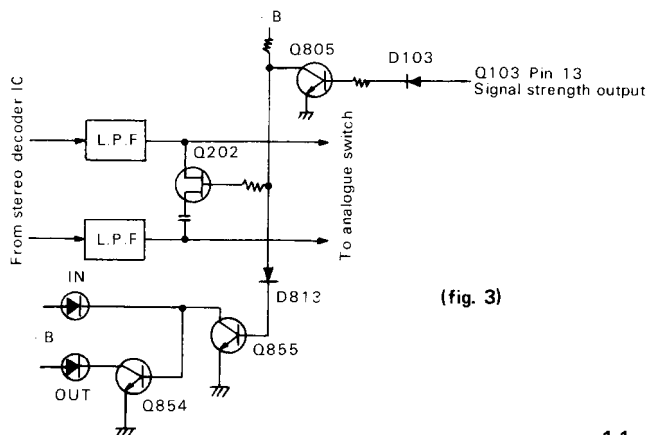 B
Q805
D103
Q103 Pin 13
Signal strength output
From stereo decoder IC
L.P.F
Q202
To analogue switch
L.P.F
IN
D813
(fig. 3)
B
Q855
OUT
Q854